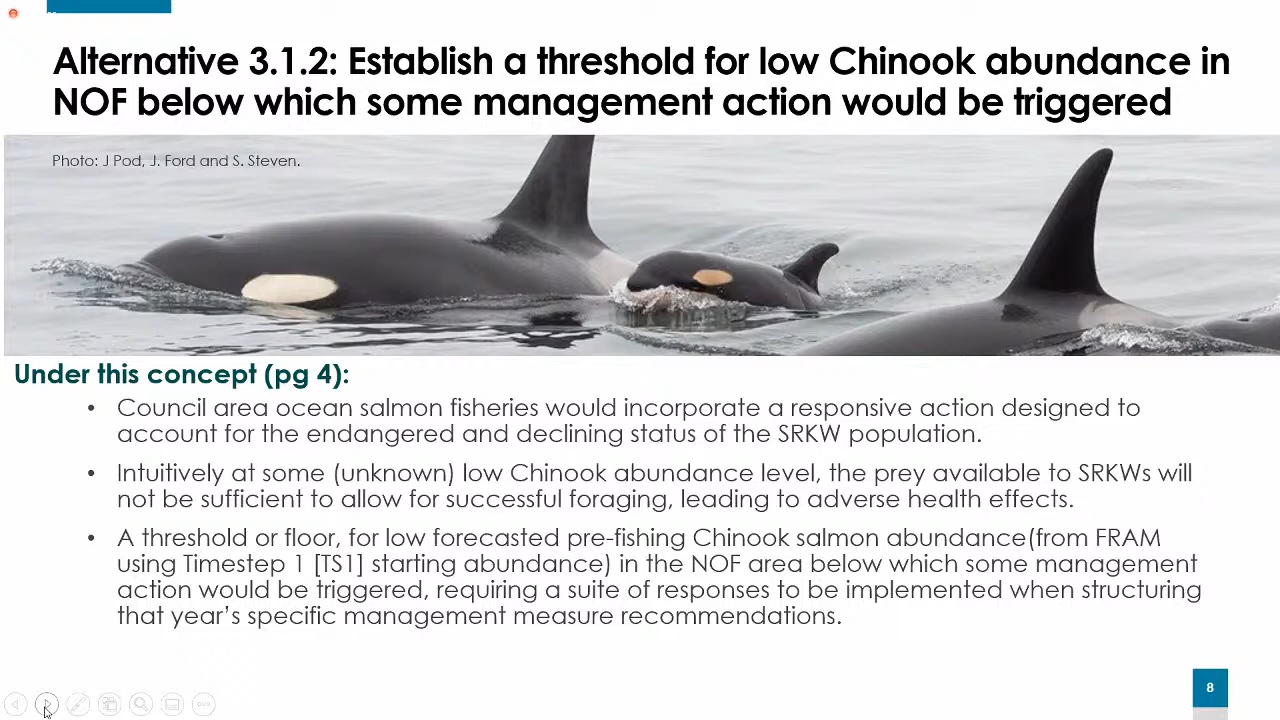 Alternative 3.1.2: Establish a threshold for low Chinook abundance in
NOF below which some management action would be triggered
Photo: J Pod, J. Ford and S. Steven.
Under this concept (pg 4):
• Council area ocean salmon fisheries would incorporate a responsive action designed to
account for the endangered and declining status of the SRKW population.
• Intuitively at some (unknown) low Chinook abundance level, the prey available to SRKWs will
not be sufficient to allow for successful foraging, leading to adverse health effects.
• A threshold or floor, for low forecasted pre-fishing Chinook salmon abundance(from FRAM
using Timestep 1 [TS1] starting abundance) in the NOF area below which some management
action would be triggered, requiring a suite of responses to be implemented when structuring
that year’s specific management measure recommendations.
8